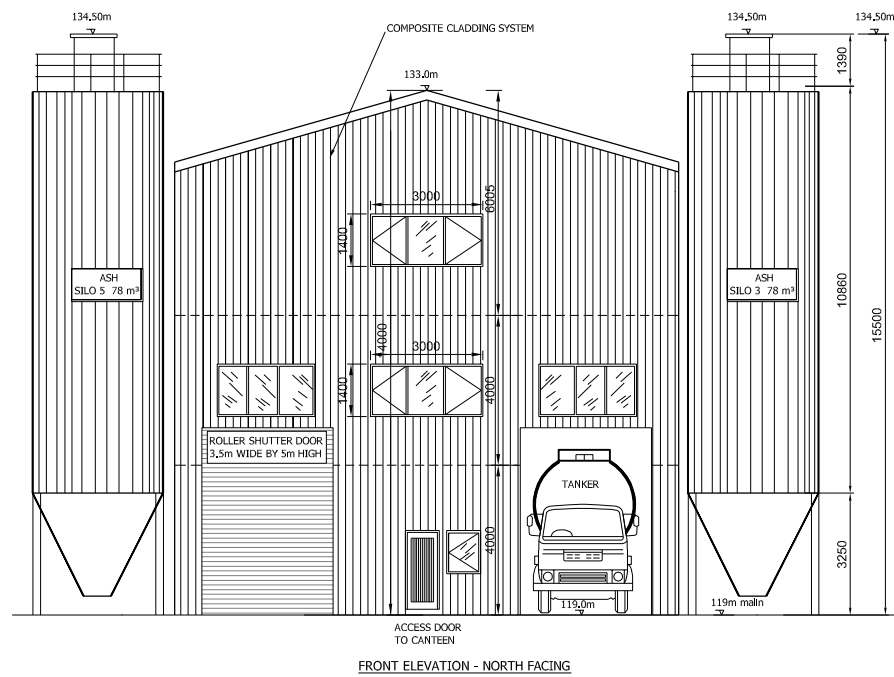 134.50m
134.50m
134.50m
COMPOSITE CLADDING SYSTEM
1390
133.0m
3000
6005
1400
ASH
SILO 5 78 m³
ASH
SILO 3 78 m³
10860
15500
4000
3000
1400
4000
ROLLER SHUTTER DOOR
3.5m WIDE BY 5m HIGH
TANKER
4000
3250
119.0m
119m malin
ACCESS DOOR
TO CANTEEN
FRONT ELEVATION - NORTH FACING